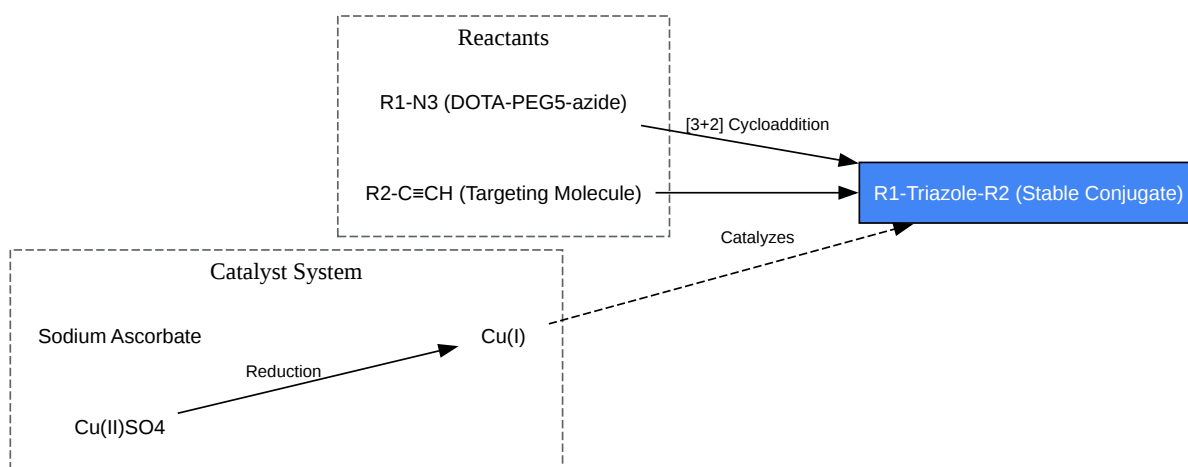 Reactants
R1-N3 (DOTA-PEG5-azide)
[3+2] Cycloaddition
R2-C≡CH (Targeting Molecule)
R1-Triazole-R2 (Stable Conjugate)
Catalyzes
Catalyst System
Sodium Ascorbate
Cu(I)
Reduction
Cu(II)SO4